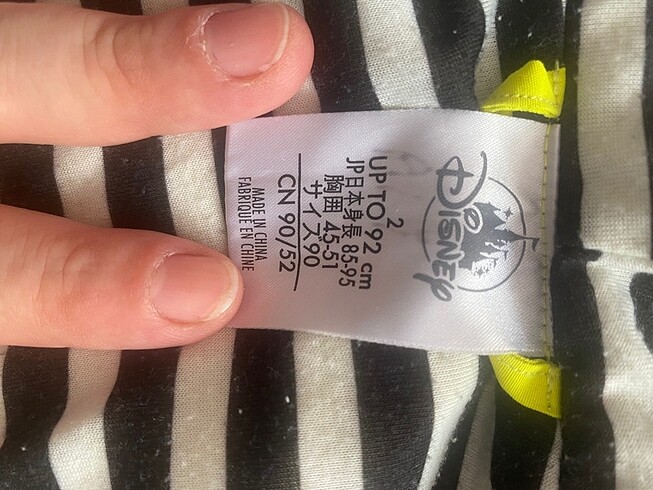 Disney
2
UP TO 92 cm
JP日本身長 85-95
胸囲 45-51
サイズ90
CN 90/52
MADE IN CHINA
FABRIQUÉ EN CHINE